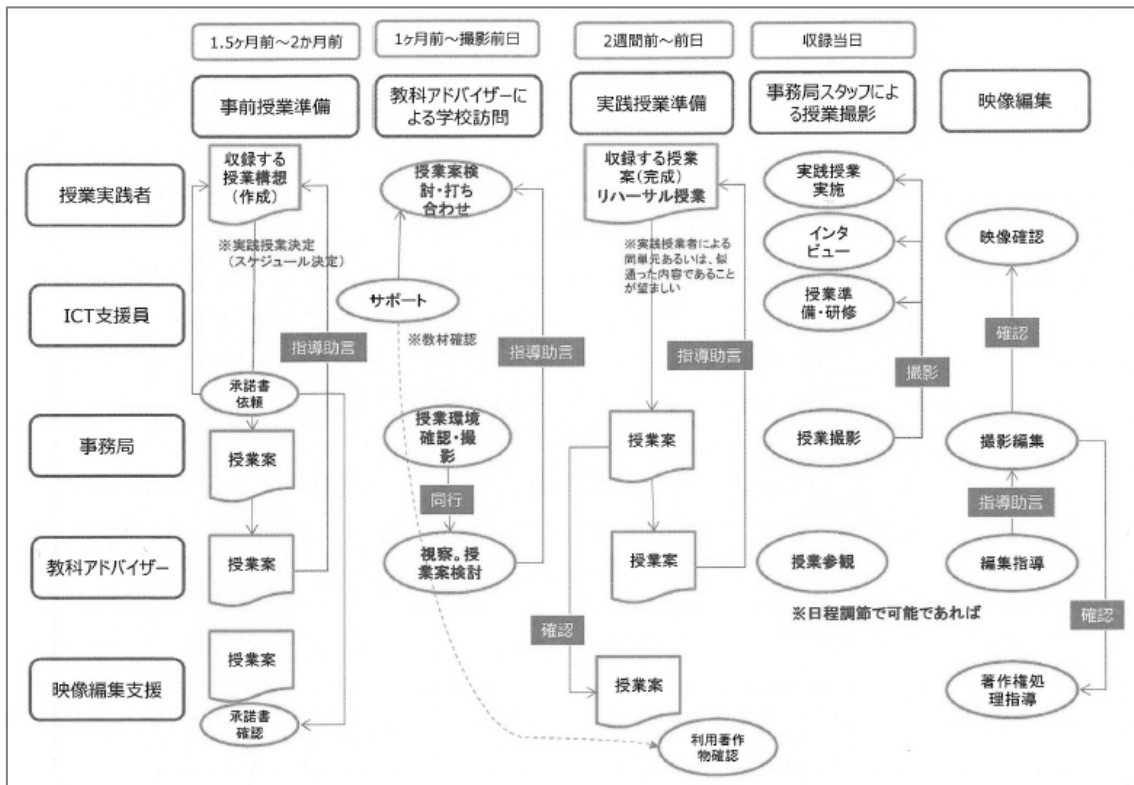 1.5ヶ月前～2か月前
1ヶ月前～撮影前日
2週間前～前日
収録当日
事前授業準備
教科アドバイザーに
よる学校訪問
実践授業準備
事務局スタッフによ
る授業撮影
映像編集
授業実践者
収録する
授業構想
(作成)
※実践授業決定
(スケジュール決定)
授業案検
討・打ち
合わせ
収録する授業
案(完成)
リハーサル授業
※実践授業者による
同単元あるいは、似
通った内容であること
が望ましい
実践授業
実施
インタ
ビュー
映像確認
ICT支援員
サポート
※教材確認
授業準
備・研修
指導助言
指導助言
指導助言
撮影
確認
事務局
承諾書
依頼
授業案
授業環境
確認・撮
影
同行
授業案
授業撮影
撮影編集
指導助言
教科アドバイザー
授業案
視察。授
業案検討
授業案
授業参観
※日程調節で可能であれば
編集指導
確認
確認
映像編集支援
授業案
承諾書
確認
授業案
利用著作
物確認
著作権処
理指導